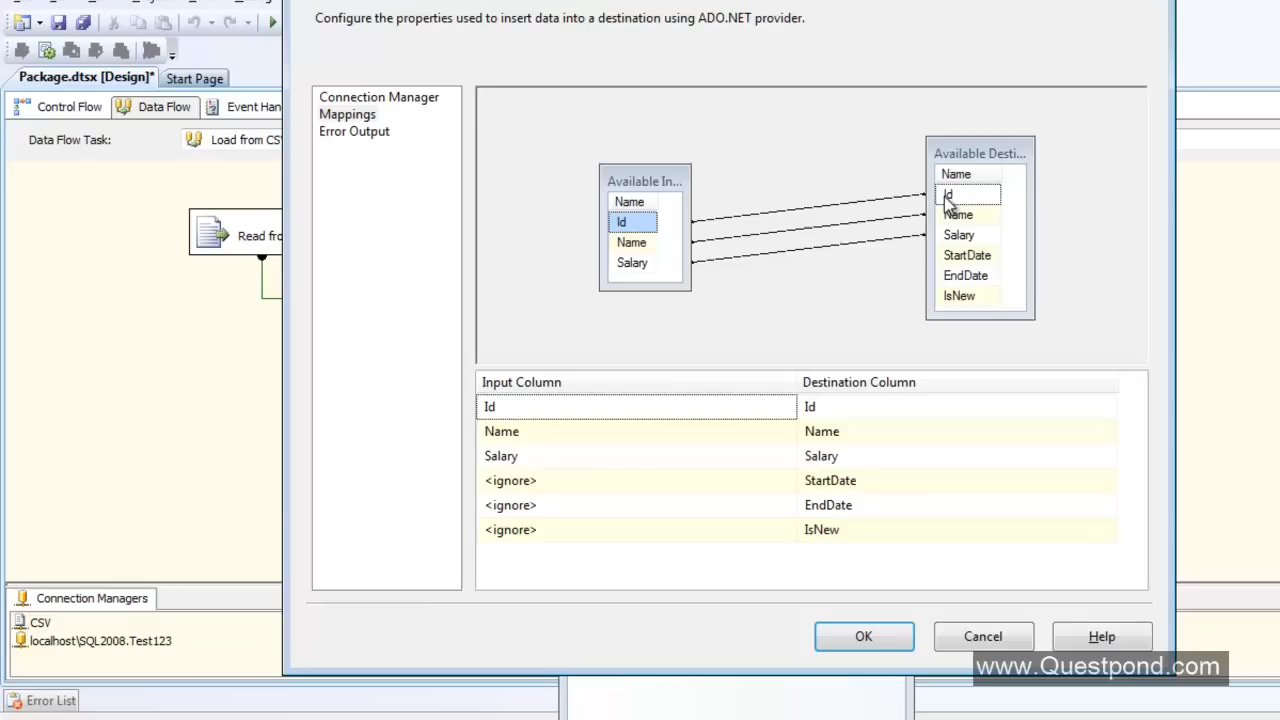 Configure the properties used to insert data into a destination using ADO.NET provider.
Package.dtsx [Design]*
Start Page
Control Flow
Data Flow
Event Han
Data Flow Task:
Load from CS
Read fro
Connection Manager
Mappings
Error Output
Available In...
Name
Id
Name
Salary
Available Desti...
Name
Id
Name
Salary
StartDate
EndDate
IsNew
Input Column Destination Column
Id Id
Name Name
Salary Salary
<ignore> StartDate
<ignore> EndDate
<ignore> IsNew
Connection Managers
CSV
localhost\SQL2008.Test123
OK
Cancel
Help
www.Questpond.com
Error List